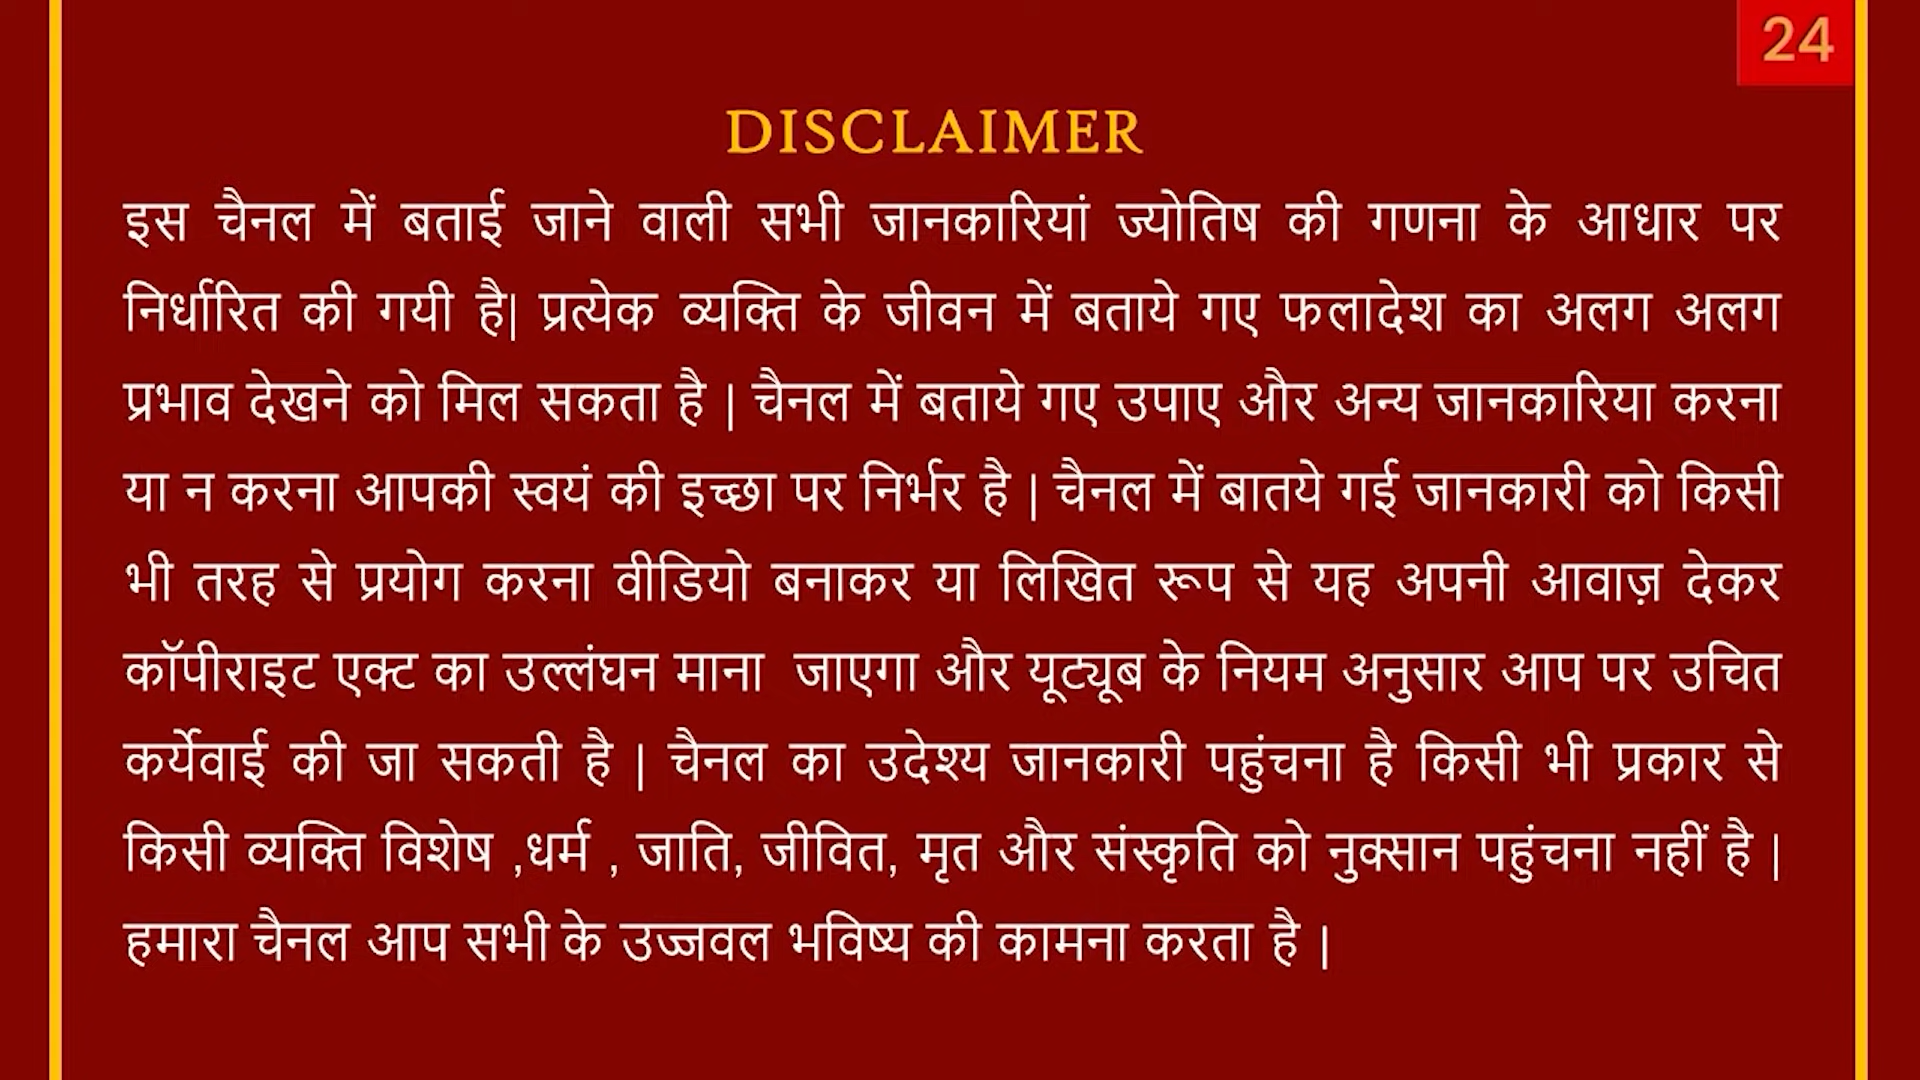 24
DISCLAIMER
इस चैनल में बताई जाने वाली सभी जानकारियां ज्योतिष की गणना के आधार पर
निर्धारित की गयी है| प्रत्येक व्यक्ति के जीवन में बताये गए फलादेश का अलग अलग
प्रभाव देखने को मिल सकता है | चैनल में बताये गए उपाए और अन्य जानकारिया करना
या न करना आपकी स्वयं की इच्छा पर निर्भर है | चैनल में बातये गई जानकारी को किसी
भी तरह से प्रयोग करना वीडियो बनाकर या लिखित रूप से यह अपनी आवाज़ देकर
कॉपीराइट एक्ट का उल्लंघन माना जाएगा और यूट्यूब के नियम अनुसार आप पर उचित
कर्येवाई की जा सकती है | चैनल का उदेश्य जानकारी पहुंचना है किसी भी प्रकार से
किसी व्यक्ति विशेष ,धर्म , जाति, जीवित, मृत और संस्कृति को नुक्सान पहुंचना नहीं है |
हमारा चैनल आप सभी के उज्जवल भविष्य की कामना करता है |